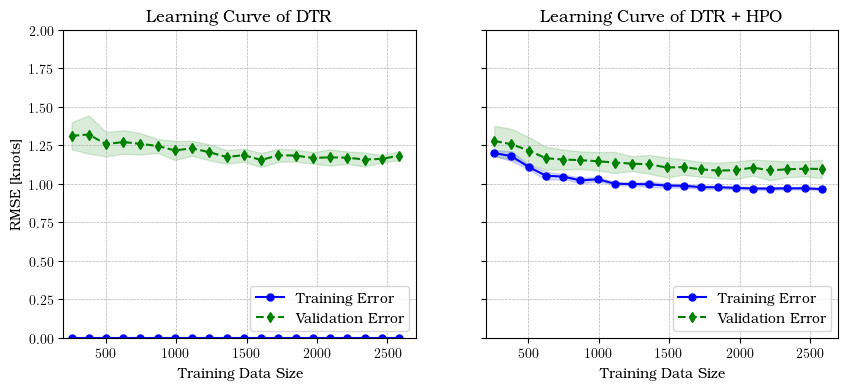 Learning Curve of DTR
Learning Curve of DTR + HPO
2.00
1.75
1.50
1.25
1.00
0.75
0.50
0.25
0.00
RMSE [knots]
Training Error
Validation Error
Training Error
Validation Error
500
1000
1500
2000
2500
500
1000
1500
2000
2500
Training Data Size
Training Data Size